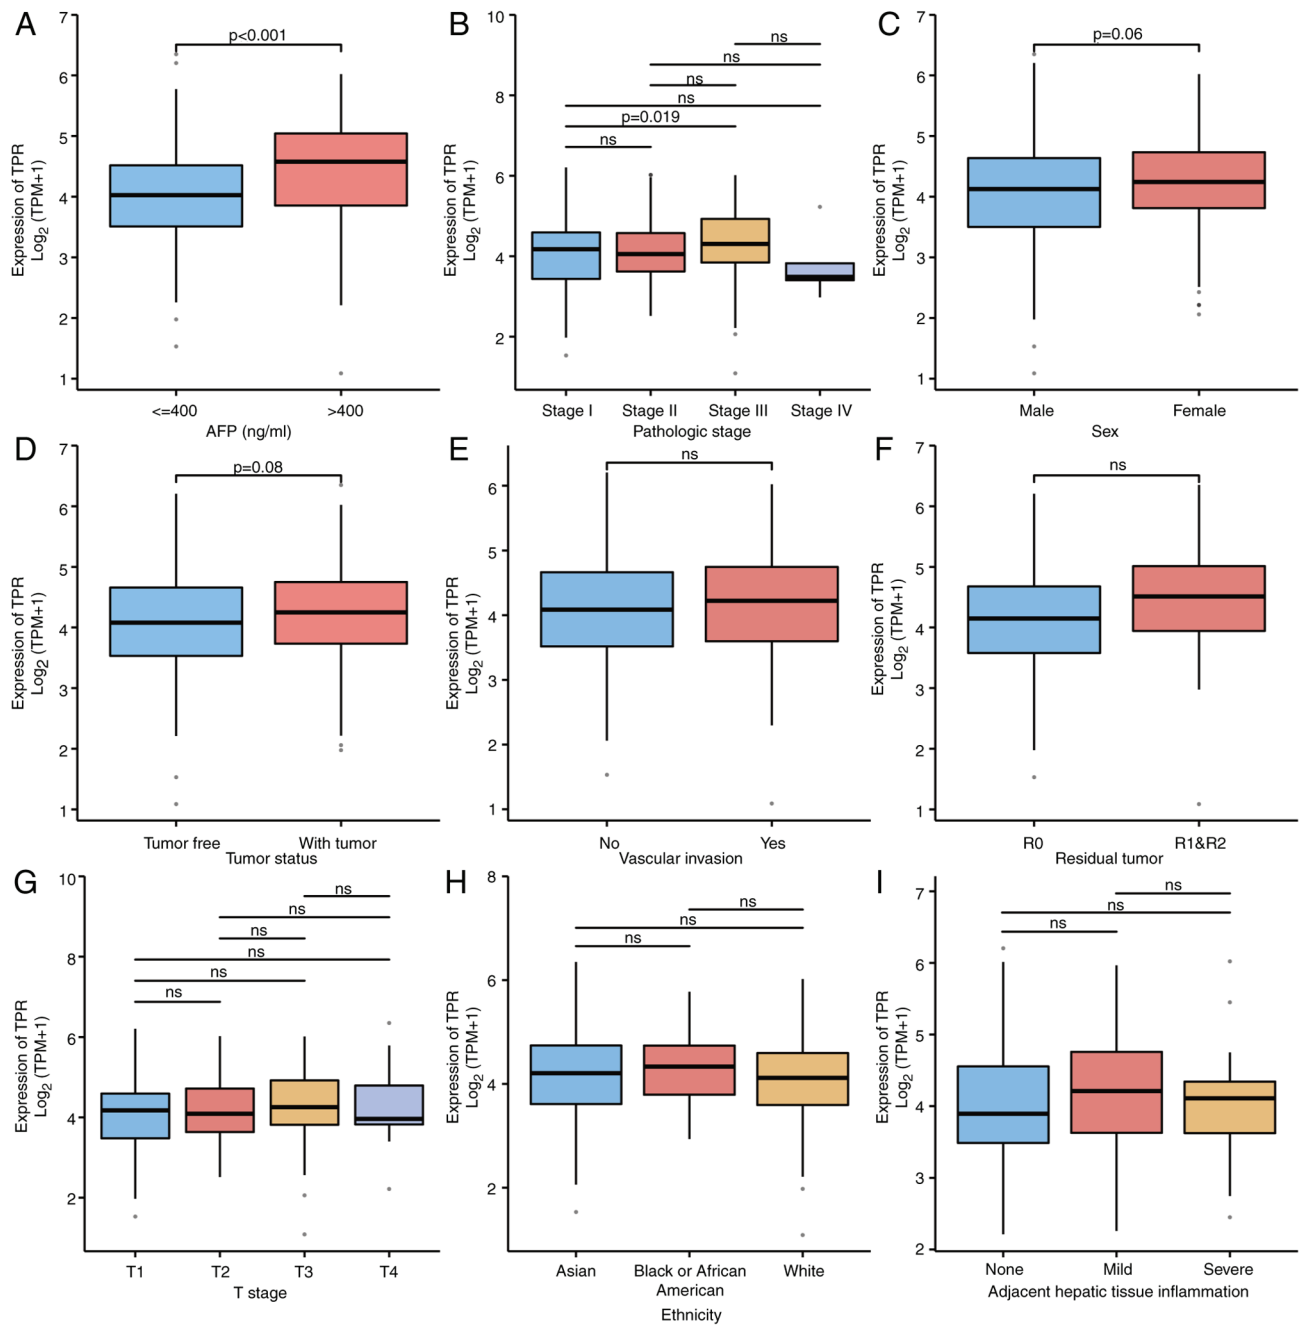 A
7
6
5
4
3
2
1
Expression of TPR
Log2 (TPM+1)
p<0.001
<=400
>400
AFP (ng/ml)
B
10
8
6
4
2
Expression of TPR
Log2 (TPM+1)
ns
ns
ns
ns
p=0.019
ns
Stage I
Stage II
Stage III
Stage IV
Pathologic stage
C
7
6
5
4
3
2
1
Expression of TPR
Log2 (TPM+1)
p=0.06
Male
Female
Sex
D
7
6
5
4
3
2
1
Expression of TPR
Log2 (TPM+1)
p=0.08
Tumor free
With tumor
Tumor status
E
6
5
4
3
2
1
Expression of TPR
Log2 (TPM+1)
ns
No
Yes
Vascular invasion
F
7
6
5
4
3
2
1
Expression of TPR
Log2 (TPM+1)
ns
R0
R1&R2
Residual tumor
G
10
8
6
4
2
Expression of TPR
Log2 (TPM+1)
ns
ns
ns
ns
ns
ns
T1
T2
T3
T4
T stage
H
8
6
4
2
Expression of TPR
Log2 (TPM+1)
ns
ns
ns
Asian
Black or African
American
White
Ethnicity
I
7
6
5
4
3
2
Expression of TPR
Log2 (TPM+1)
ns
ns
ns
None
Mild
Severe
Adjacent hepatic tissue inflammation